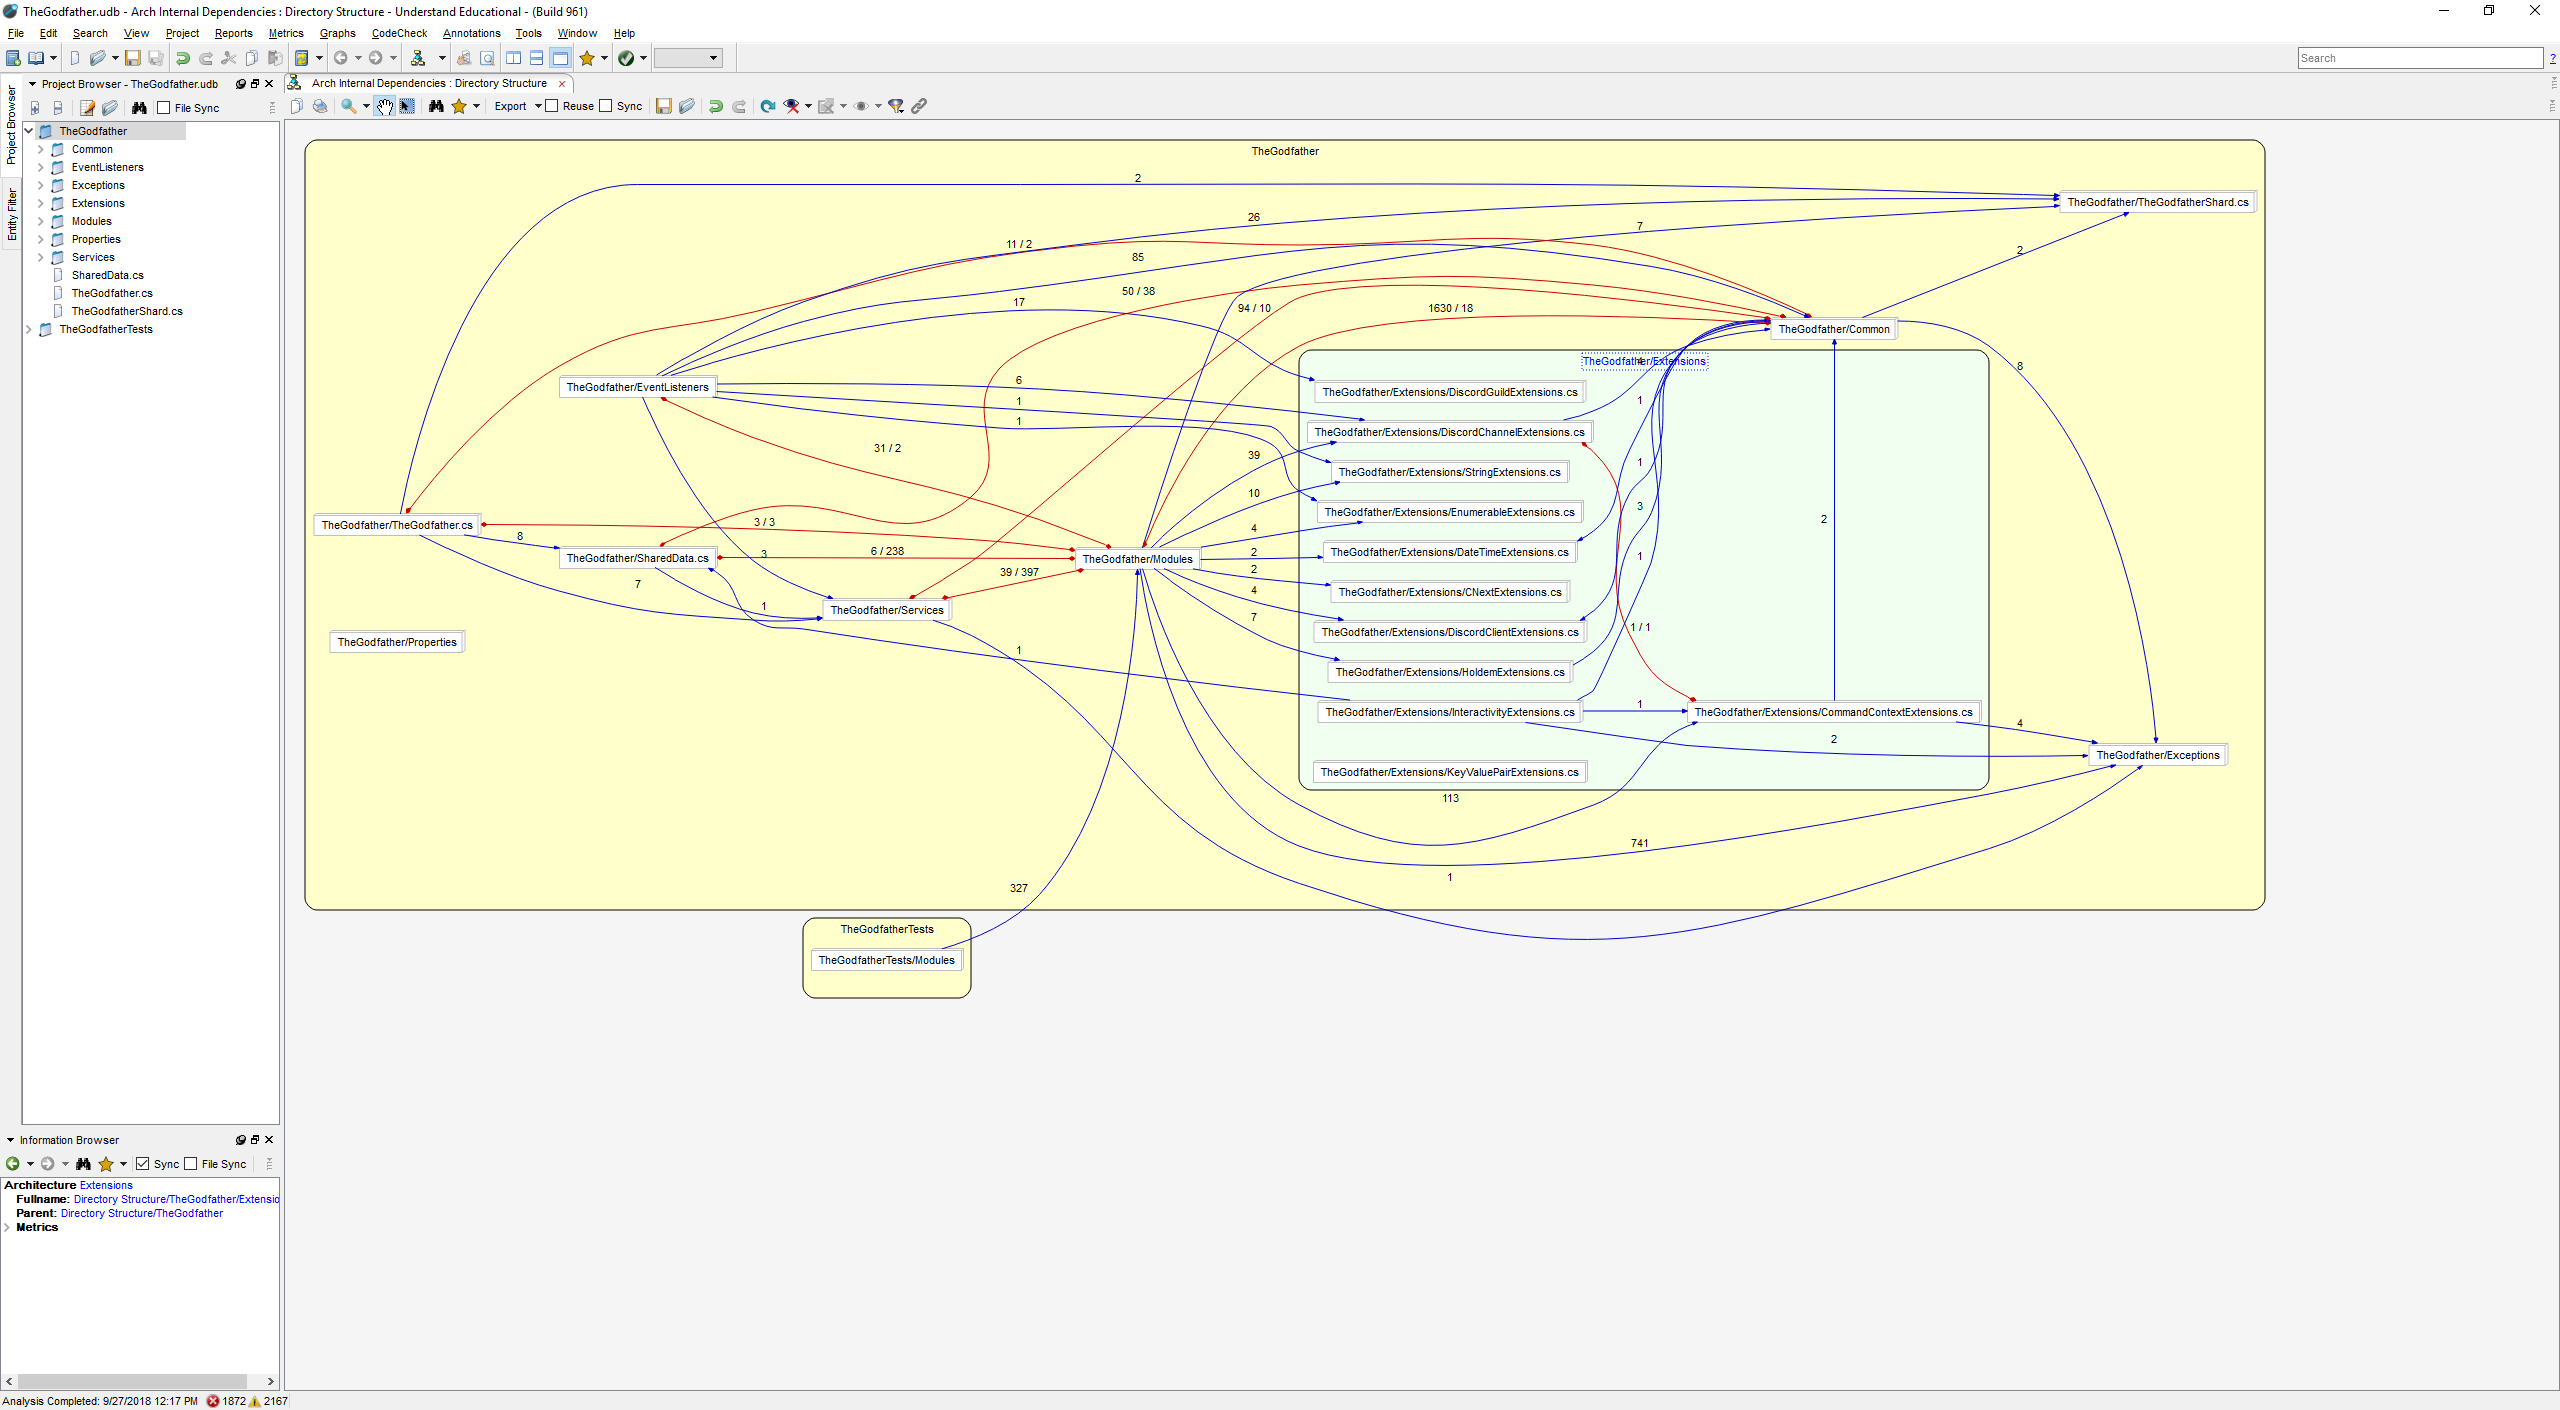 TheGodfather.udb - Arch Internal Dependencies : Directory Structure - Understand Educational - (Build 961)
File Edit Search View Project Reports Metrics Graphs CodeCheck Annotations Tools Window Help
Search
?
Project Browser
Entity Filter
Project Browser - TheGodfather.udb
File Sync
TheGodfather
Common
EventListeners
Exceptions
Extensions
Modules
Properties
Services
SharedData.cs
TheGodfather.cs
TheGodfatherShard.cs
TheGodfatherTests
Arch Internal Dependencies : Directory Structure
Export Reuse Sync
TheGodfather
2
TheGodfather/TheGodfatherShard.cs
26
7
11 / 2
2
85
50 / 38
17
94 / 10
1630 / 18
TheGodfather/Common
TheGodfather/Extensions
4
8
6
TheGodfather/EventListeners
TheGodfather/Extensions/DiscordGuildExtensions.cs
1
1
1
TheGodfather/Extensions/DiscordChannelExtensions.cs
31 / 2
39
1
TheGodfather/Extensions/StringExtensions.cs
10
3
TheGodfather/Extensions/EnumerableExtensions.cs
TheGodfather/TheGodfather.cs
3 / 3
4
2
8
TheGodfather/SharedData.cs
3
6 / 238
TheGodfather/Modules
2
TheGodfather/Extensions/DateTimeExtensions.cs
1
39 / 397
2
7
4
TheGodfather/Extensions/CNextExtensions.cs
1
TheGodfather/Services
7
TheGodfather/Extensions/DiscordClientExtensions.cs
1 / 1
TheGodfather/Properties
1
TheGodfather/Extensions/HoldemExtensions.cs
TheGodfather/Extensions/InteractivityExtensions.cs
1
TheGodfather/Extensions/CommandContextExtensions.cs
4
2
TheGodfather/Exceptions
TheGodfather/Extensions/KeyValuePairExtensions.cs
113
741
1
327
TheGodfatherTests
TheGodfatherTests/Modules
Information Browser
Sync File Sync
Architecture Extensions
Fullname: Directory Structure/TheGodfather/Extensio
Parent: Directory Structure/TheGodfather
Metrics
Analysis Completed: 9/27/2018 12:17 PM 1872 2167